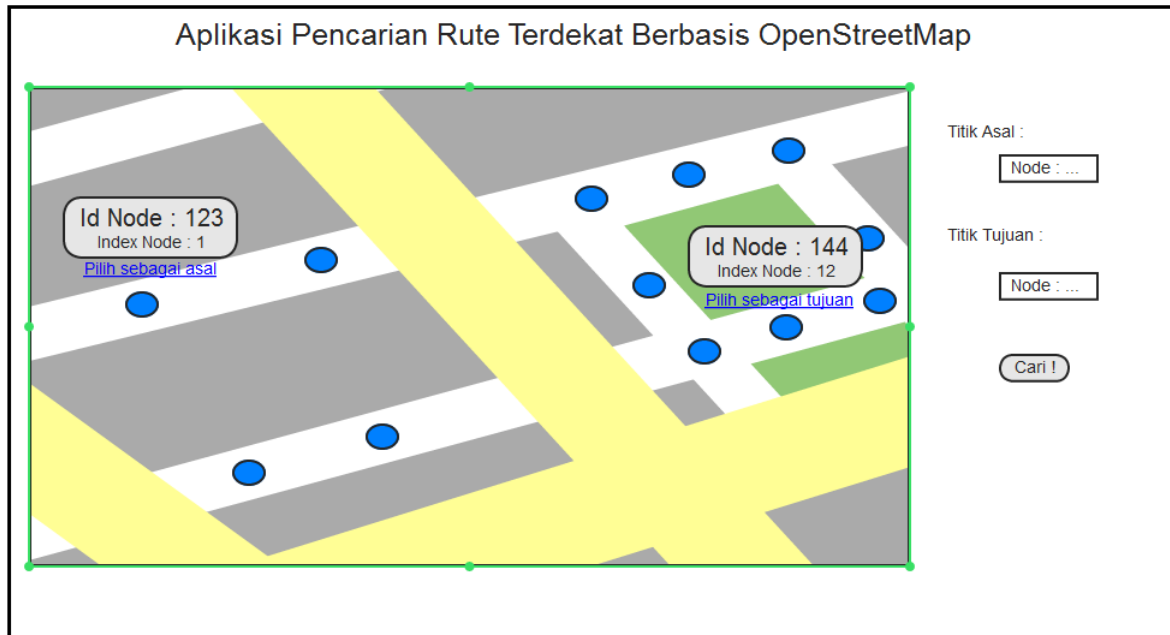 Aplikasi Pencarian Rute Terdekat Berbasis OpenStreetMap
Id Node : 123
Index Node : 1
Pilih sebagai asal
Id Node : 144
Index Node : 12
Pilih sebagai tujuan
Titik Asal :
Node : ...
Titik Tujuan :
Node : ...
Cari !